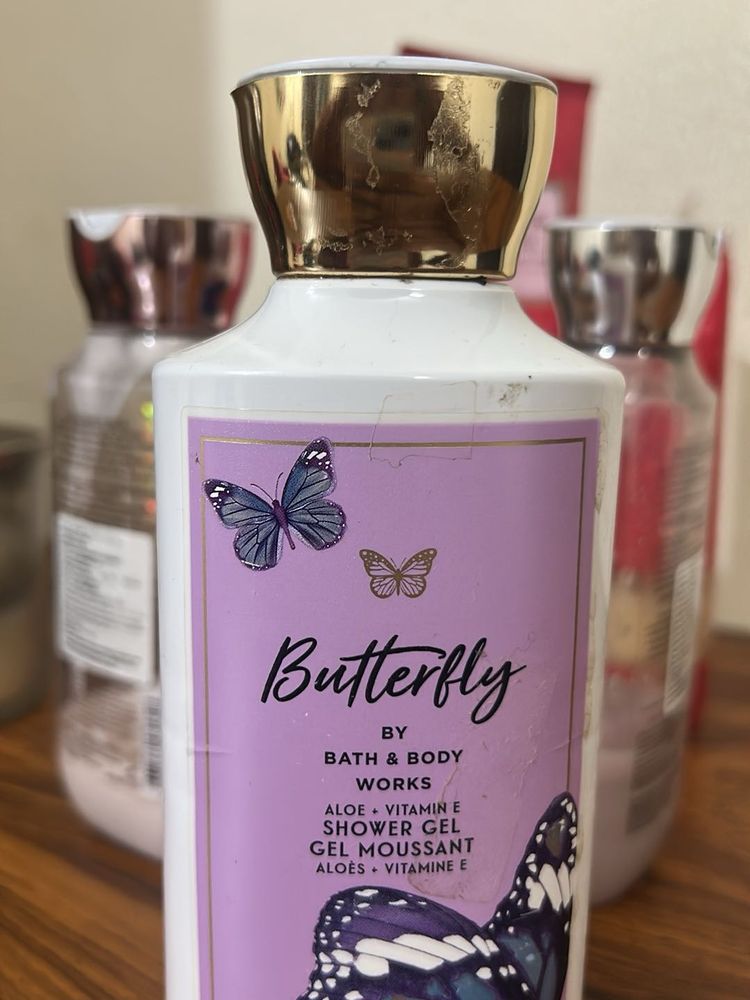 Butterfly
BY
BATH & BODY
WORKS
ALOE + VITAMIN E
SHOWER GEL
GEL MOUSSANT
ALOÈS + VITAMINE E